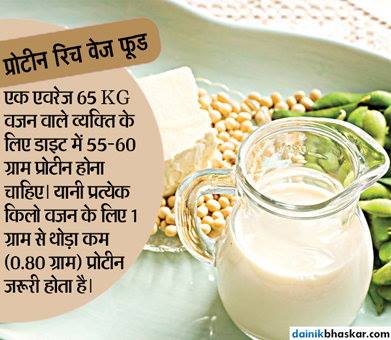 प्रोटीन रिच वेज फूड
एक एवरेज 65 KG
वजन वाले व्यक्ति के
लिए डाइट में 55-60
ग्राम प्रोटीन होना
चाहिए। यानी प्रत्येक
किलो वजन के लिए 1
ग्राम से थोड़ा कम
(0.80 ग्राम) प्रोटीन
जरूरी होता है।
dainikbhaskar.com